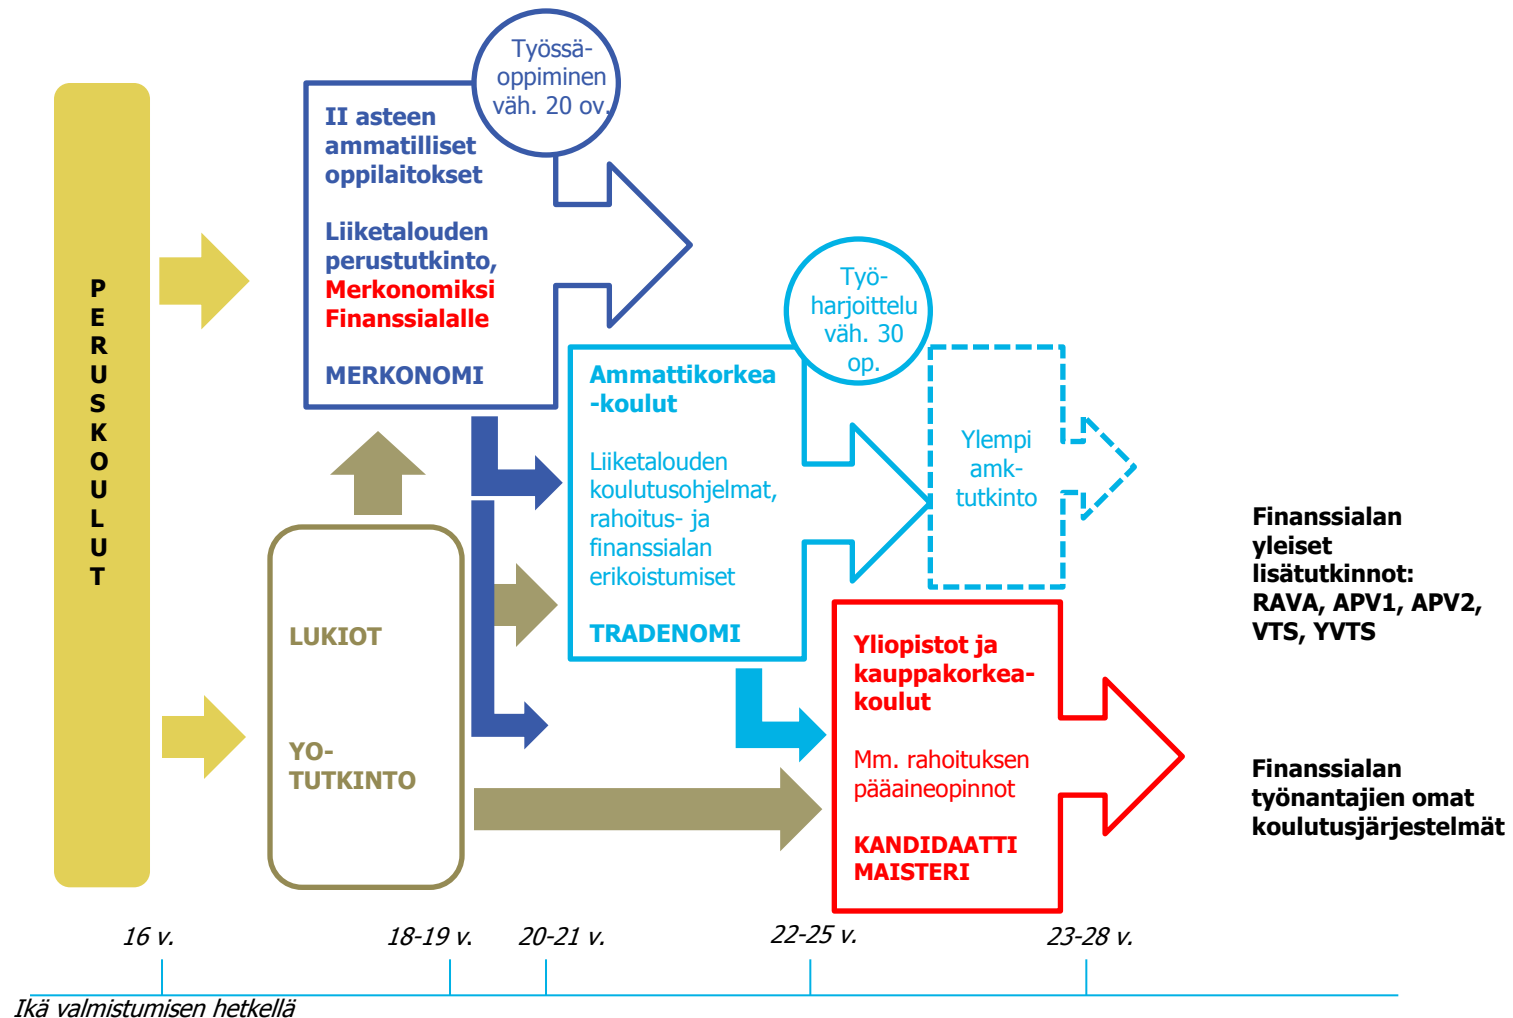 P
E
R
U
S
K
O
U
L
U
T
Työssä-
oppiminen
väh. 20 ov.
II asteen
ammatilliset
oppilaitokset
Liiketalouden
perustutkinto,
Merkonomiksi
Finanssialalle
MERKONOMI
LUKIOT
YO-
TUTKINTO
Työ-
harjoittelu
väh. 30
op.
Ammattikorkea
-koulut
Liiketalouden
koulutusohjelmat,
rahoitus- ja
finanssialan
erikoistumiset
TRADENOMI
Ylempi
amk-
tutkinto
Yliopistot ja
kauppakorkea-
koulut
Mm. rahoituksen
pääaineopinnot
KANDIDAATTI
MAISTERI
Finanssialan
yleiset
lisätutkinnot:
RAVA, APV1, APV2,
VTS, YVTS
Finanssialan
työnantajien omat
koulutusjärjestelmät
16 v.
18-19 v.
20-21 v.
22-25 v.
23-28 v.
Ikä valmistumisen hetkellä